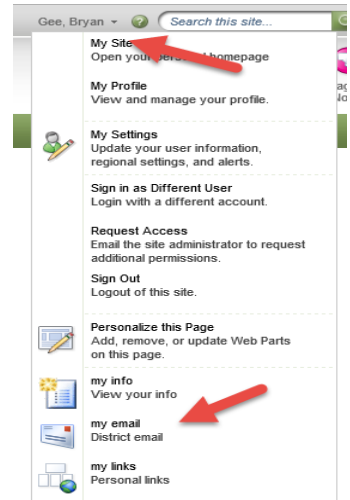 Gee, Bryan
Search this site...
My Site
Open your personal homepage
My Profile
View and manage your profile.
My Settings
Update your user information,
regional settings, and alerts.
Sign in as Different User
Login with a different account.
Request Access
Email the site administrator to request
additional permissions.
Sign Out
Logout of this site.
Personalize this Page
Add, remove, or update Web Parts
on this page.
my info
View your info
my email
District email
my links
Personal links